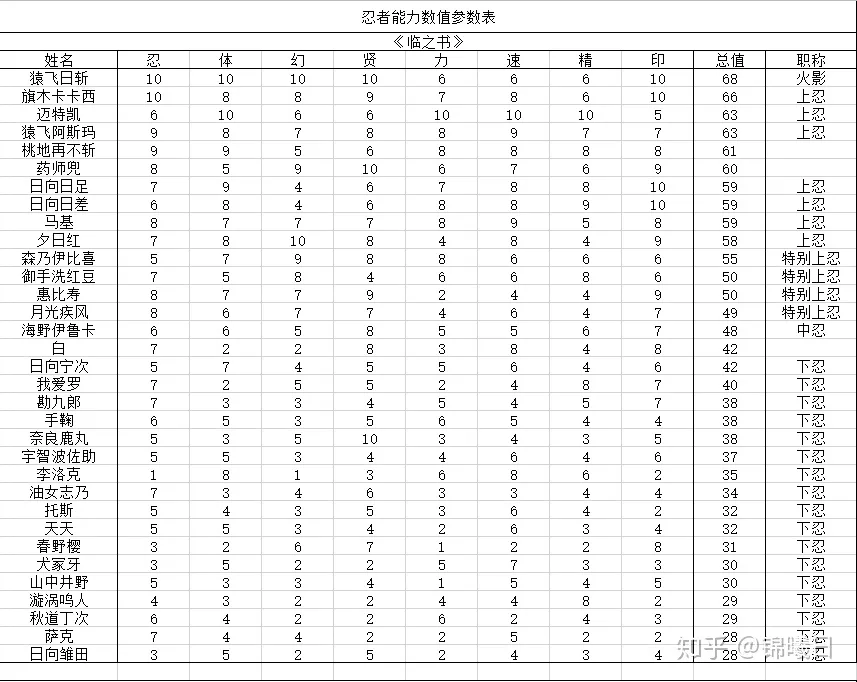 忍者能力数值参数表
《临之书》
姓名 忍 体 幻 贤 力 速 精 印 总值 职称
猿飞日斩 10 10 10 10 6 6 6 10 68 火影
旗木卡卡西 10 8 8 9 7 8 6 10 66 上忍
迈特凯 6 10 6 6 10 10 10 5 63 上忍
猿飞阿斯玛 9 8 7 8 8 9 7 7 63 上忍
桃地再不斩 9 9 5 6 8 8 8 8 61
药师兜 8 5 9 10 6 7 6 9 60
日向日足 7 9 4 6 7 8 8 10 59 上忍
日向日差 6 8 4 6 8 8 9 10 59 上忍
马基 8 7 7 7 8 9 5 8 59 上忍
夕日红 7 8 10 8 4 8 4 9 58 上忍
森乃伊比喜 5 7 9 8 8 6 6 6 55 特别上忍
御手洗红豆 7 5 8 4 6 6 8 6 50 特别上忍
惠比寿 8 7 7 9 2 4 4 9 50 特别上忍
月光疾风 8 6 7 7 4 6 4 7 49 特别上忍
海野伊鲁卡 6 6 5 8 5 5 6 7 48 中忍
白 7 2 2 8 3 8 4 8 42
日向宁次 5 7 4 5 5 6 4 6 42 下忍
我爱罗 7 2 5 5 2 4 8 7 40 下忍
勘九郎 7 3 3 4 5 4 5 7 38 下忍
手鞠 6 5 3 5 6 5 4 4 38 下忍
奈良鹿丸 5 3 5 10 3 4 3 5 38 下忍
宇智波佐助 5 5 3 4 4 6 4 6 37 下忍
李洛克 1 8 1 3 6 8 6 2 35 下忍
油女志乃 7 3 4 6 3 3 4 4 34 下忍
托斯 5 4 3 5 3 6 4 2 32 下忍
天天 5 5 3 4 2 6 3 4 32 下忍
春野樱 3 2 6 7 1 2 2 8 31 下忍
犬冢牙 3 5 2 2 5 7 3 3 30 下忍
山中井野 5 3 3 4 1 5 4 5 30 下忍
漩涡鸣人 4 3 2 2 4 4 8 2 29 下忍
秋道丁次 6 4 2 2 6 2 4 3 29 下忍
萨克 7 4 4 2 2 5 2 2 28 下忍
日向雏田 3 5 2 5 2 4 3 4 28 下忍
知乎 @锦曦日